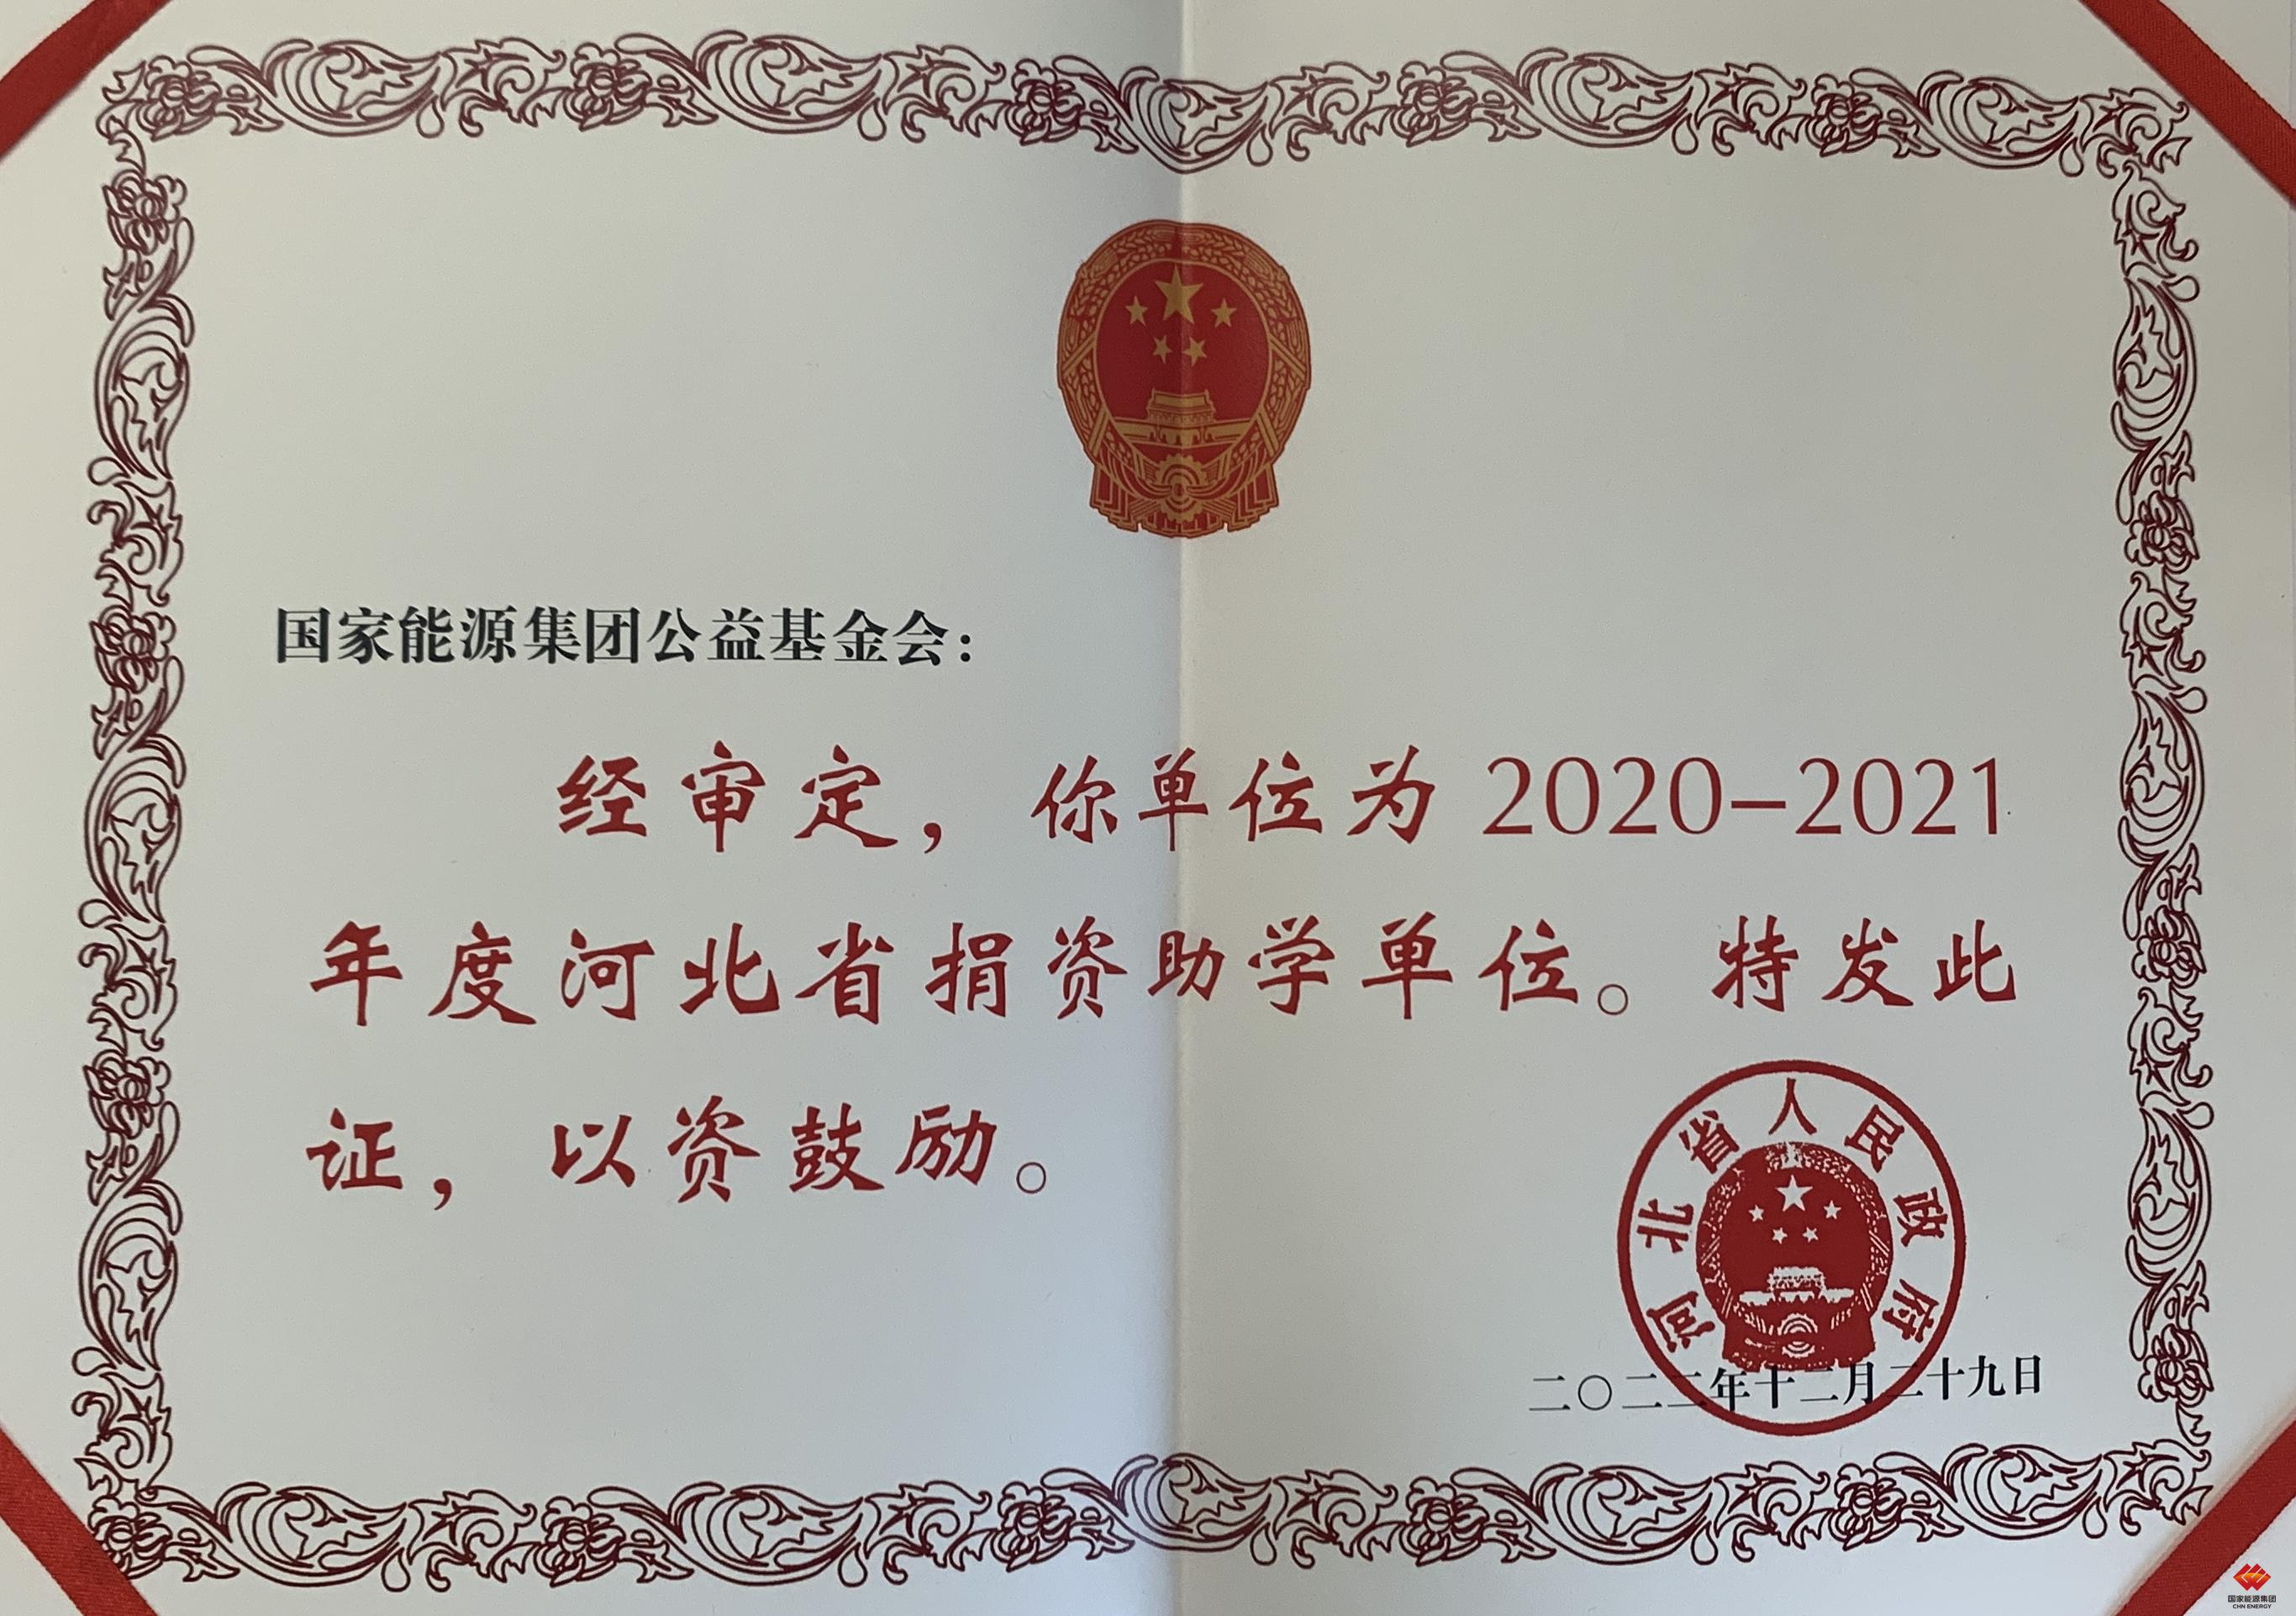 国家能源集团公益基金会：
经审定，你单位为2020-2021
年度河北省捐资助学单位。特发此
证，以资鼓励。
河北省人民政府
二〇二二年十二月二十九日
国家能源集团
CHN ENERGY